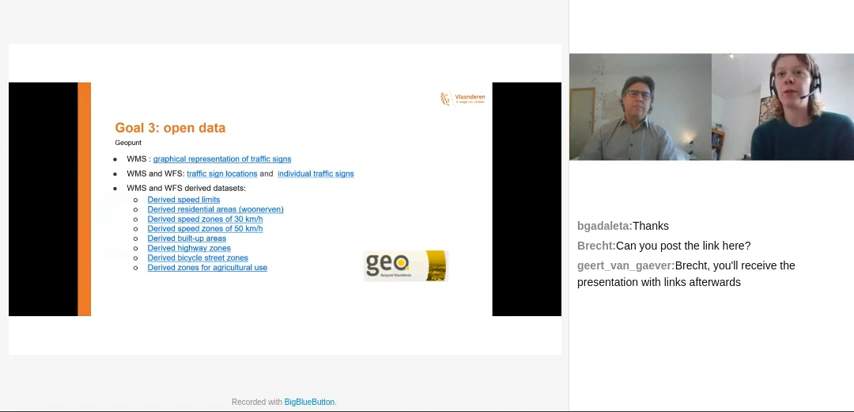 Vlaanderen
Goal 3: open data
Geopunt
● WMS : graphical representation of traffic signs
● WMS and WFS: traffic sign locations and individual traffic signs
● WMS and WFS derived datasets:
○ Derived speed limits
○ Derived residential areas (woonerven)
○ Derived speed zones of 30 km/h
○ Derived speed zones of 50 km/h
○ Derived built-up areas
○ Derived highway zones
○ Derived bicycle street zones
○ Derived zones for agricultural use
geo
Recorded with BigBlueButton.
bgadaleta:Thanks
Brecht:Can you post the link here?
geert_van_gaever:Brecht, you'll receive the
presentation with links afterwards